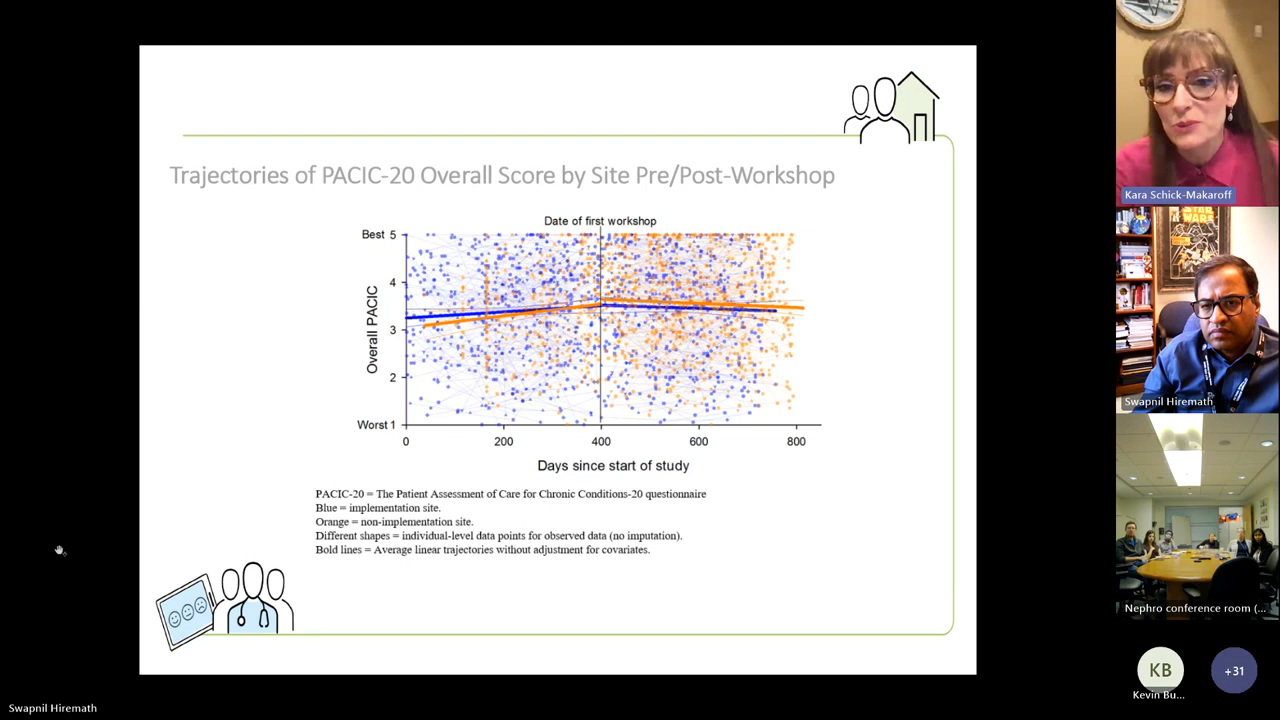 Trajectories of PACIC-20 Overall Score by Site Pre/Post-Workshop
Date of first workshop
Best 5
4
3
2
Worst 1
Overall PACIC
0
200
400
600
800
Days since start of study
PACIC-20 = The Patient Assessment of Care for Chronic Conditions-20 questionnaire
Blue = implementation site.
Orange = non-implementation site.
Different shapes = individual-level data points for observed data (no imputation).
Bold lines = Average linear trajectories without adjustment for covariates.
Kara Schick-Makaroff
STAR
WARS
Swapnil Hiremath
Nephro conference room (...
KB
Kevin Bu...
+31
Swapnil Hiremath